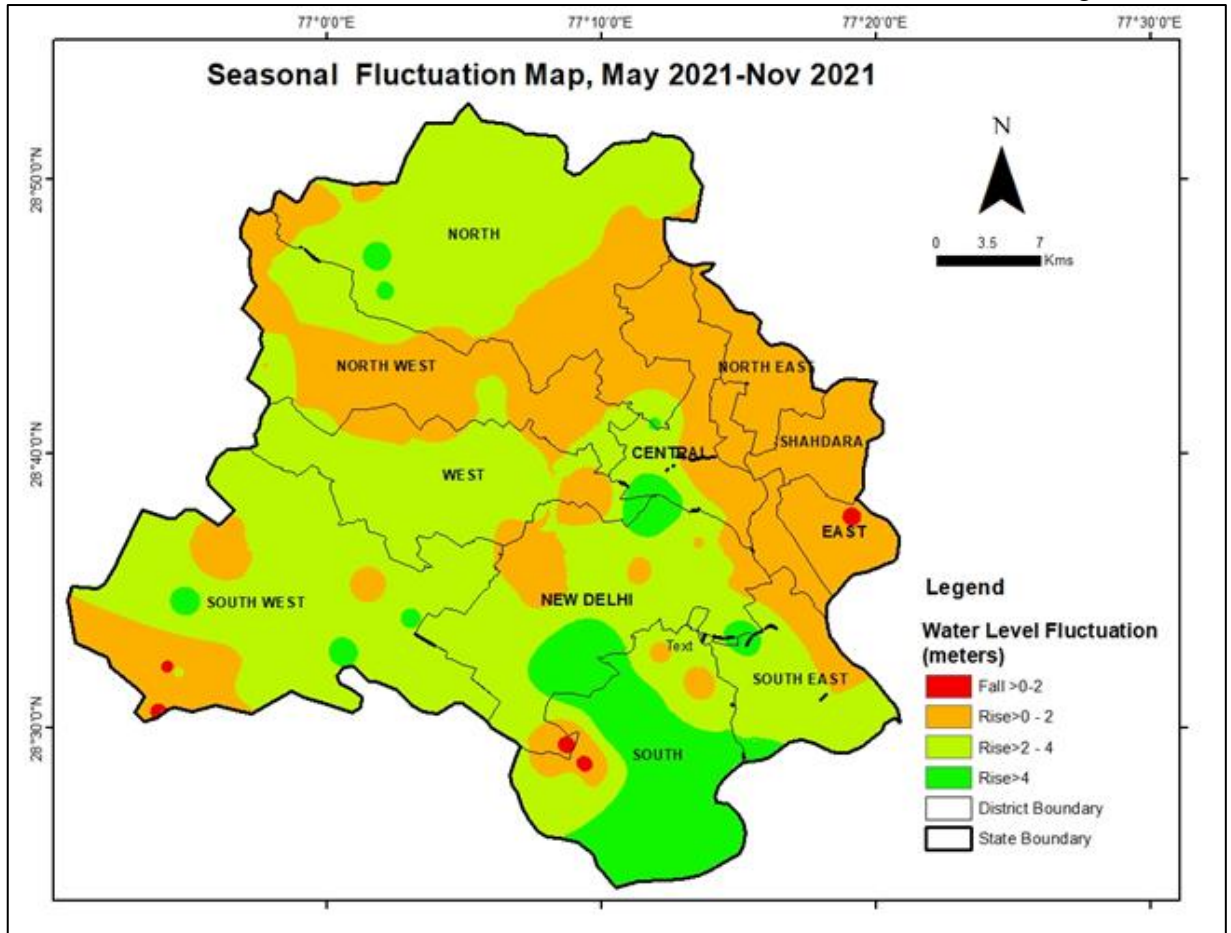 77°0'0"E 77°10'0"E 77°20'0"E 77°30'0"E
Seasonal Fluctuation Map, May 2021-Nov 2021
N
0 3.5 7
Kms
28°50'0"N
28°40'0"N
28°30'0"N
NORTH
NORTH WEST
NORTH EAST
SHAHDARA
CENTRAL
WEST
EAST
SOUTH WEST
NEW DELHI
Text
SOUTH EAST
SOUTH
Legend
Water Level Fluctuation
(meters)
Fall >0-2
Rise>0 - 2
Rise>2 - 4
Rise>4
District Boundary
State Boundary